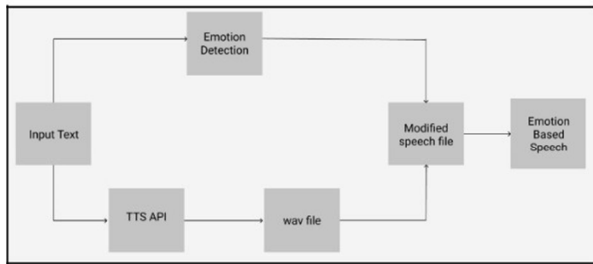 Emotion
Detection
Input Text
Modified
speech file
Emotion
Based
Speech
TTS API
wav file